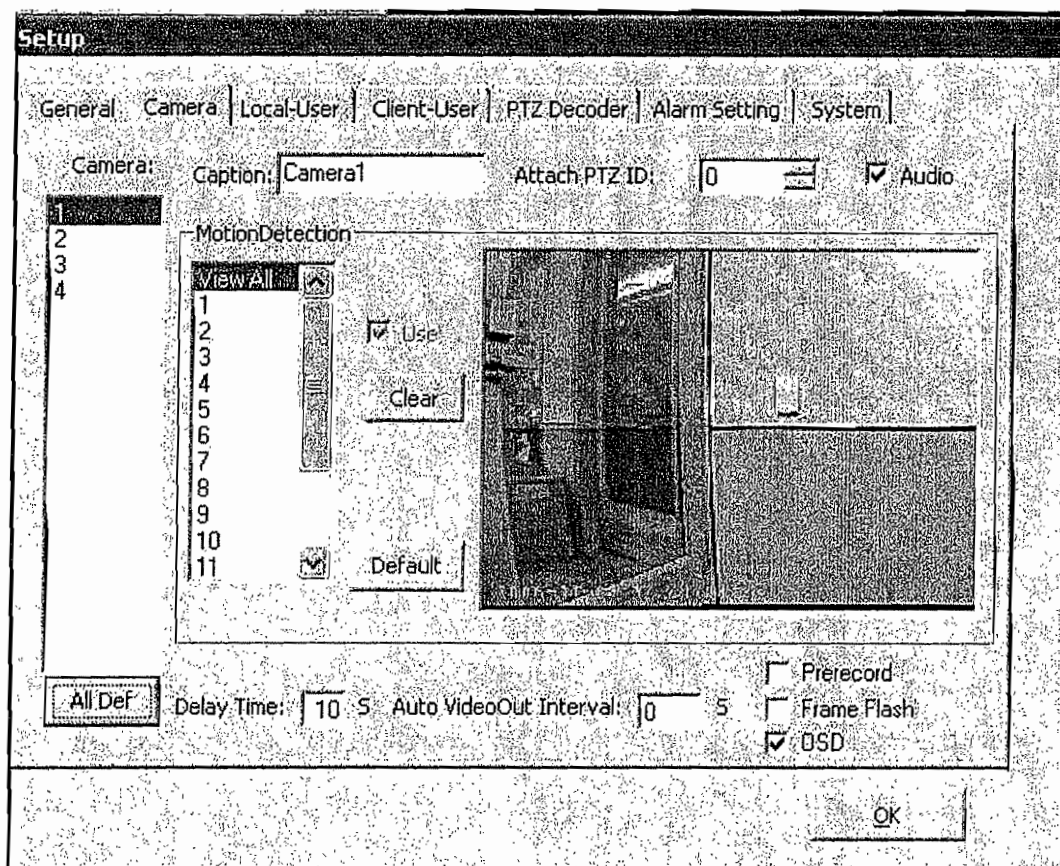 Setup
General Camera Local-User Client-User PTZ Decoder Alarm Setting System
Camera: Caption: Camera1 Attach PTZ ID: 0 Audio
1
2
3
4
MotionDetection
View All
1
2
3
4
5
6
7
8
9
10
11
Use
Clear
Default
All Def Delay Time: 10 S Auto VideoOut Interval: 0 S
Prerecord
Frame Flash
OSD
OK